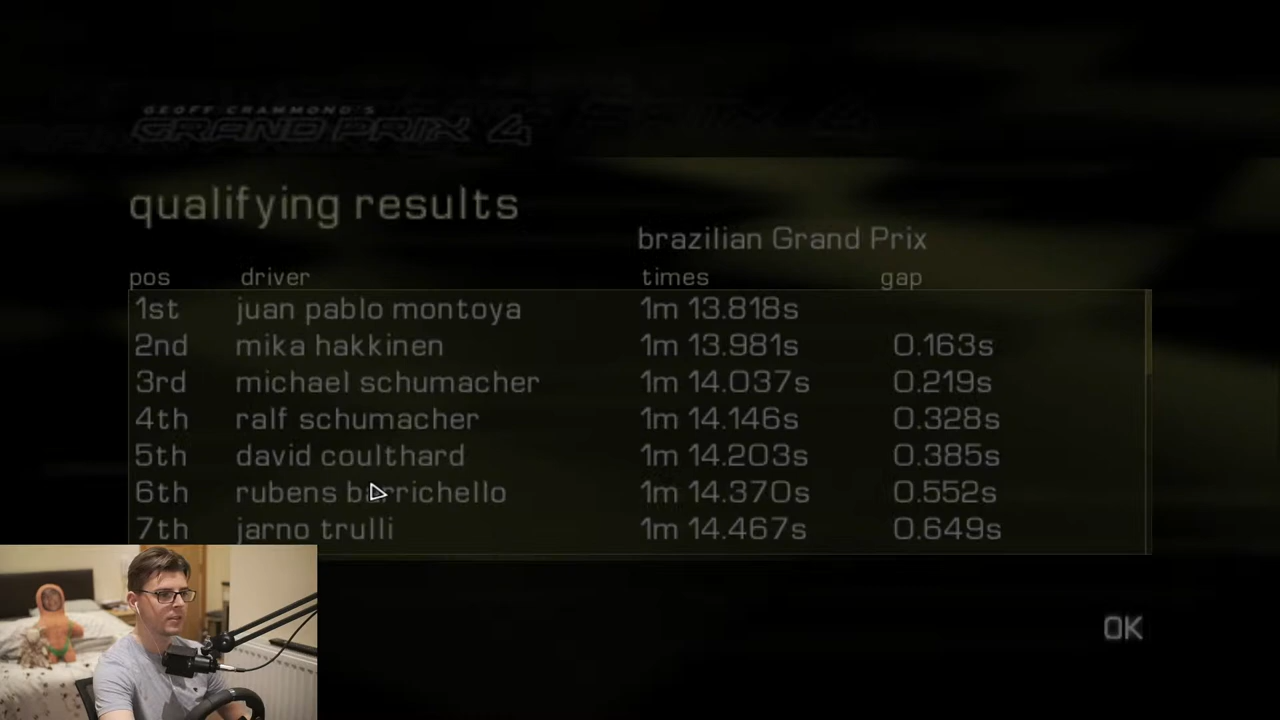 GEOFF CRAMMOND'S
GRAND PRIX 4
qualifying results
brazilian Grand Prix
pos driver times gap
1st juan pablo montoya 1m 13.818s
2nd mika hakkinen 1m 13.981s 0.163s
3rd michael schumacher 1m 14.037s 0.219s
4th ralf schumacher 1m 14.146s 0.328s
5th david coulthard 1m 14.203s 0.385s
6th rubens barrichello 1m 14.370s 0.552s
7th jarno trulli 1m 14.467s 0.649s
OK